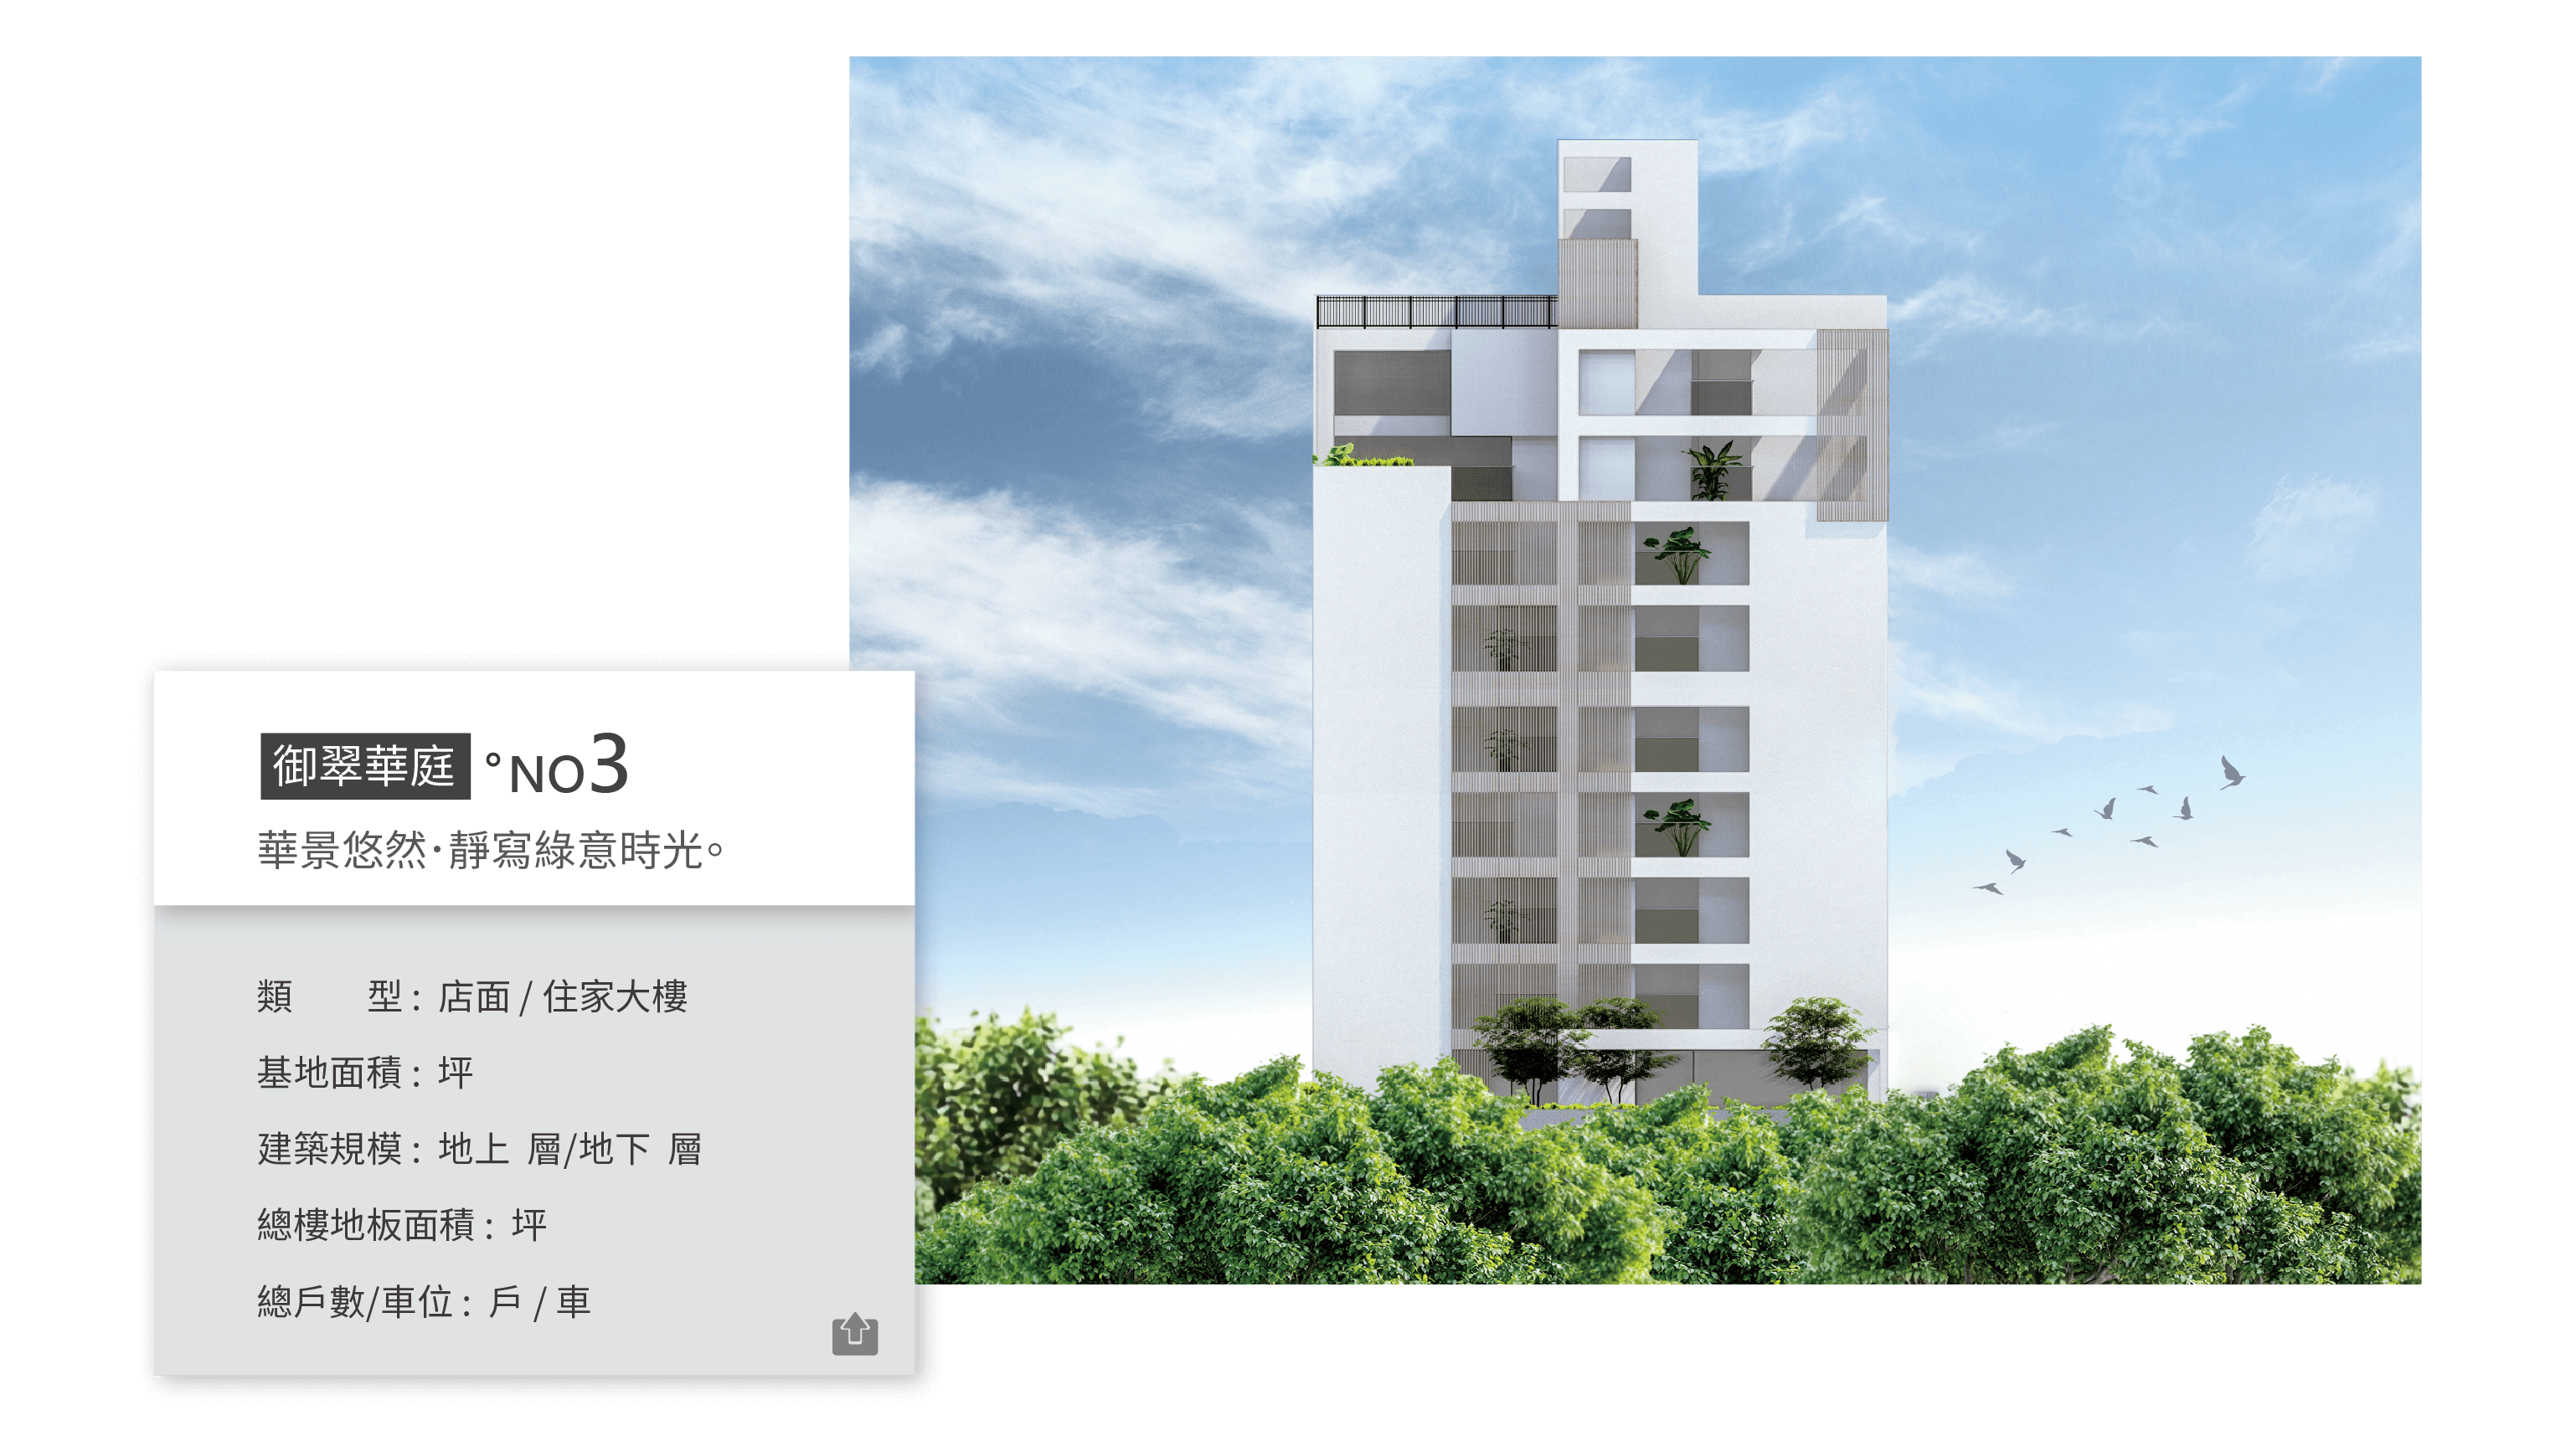 御翠華庭 °NO3
華景悠然·靜寫綠意時光。
類　　型：店面 / 住家大樓
基地面積：坪
建築規模：地上 層/地下 層
總樓地板面積：坪
總戶數/車位：戶 / 車